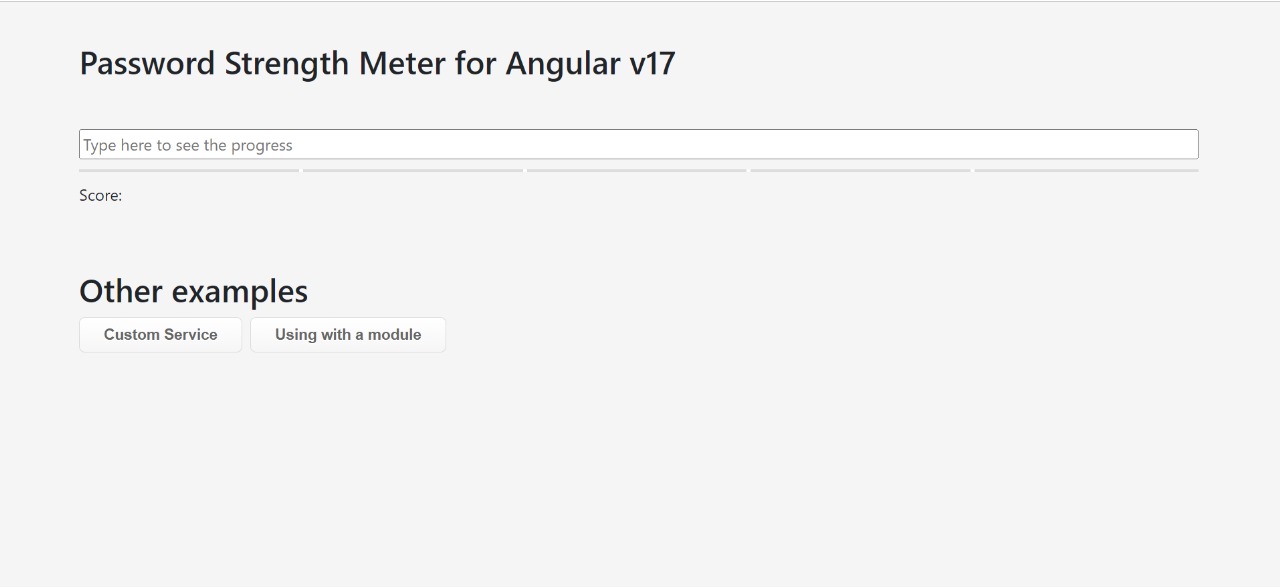 Password Strength Meter for Angular v17
Type here to see the progress
Score:
Other examples
Custom Service
Using with a module